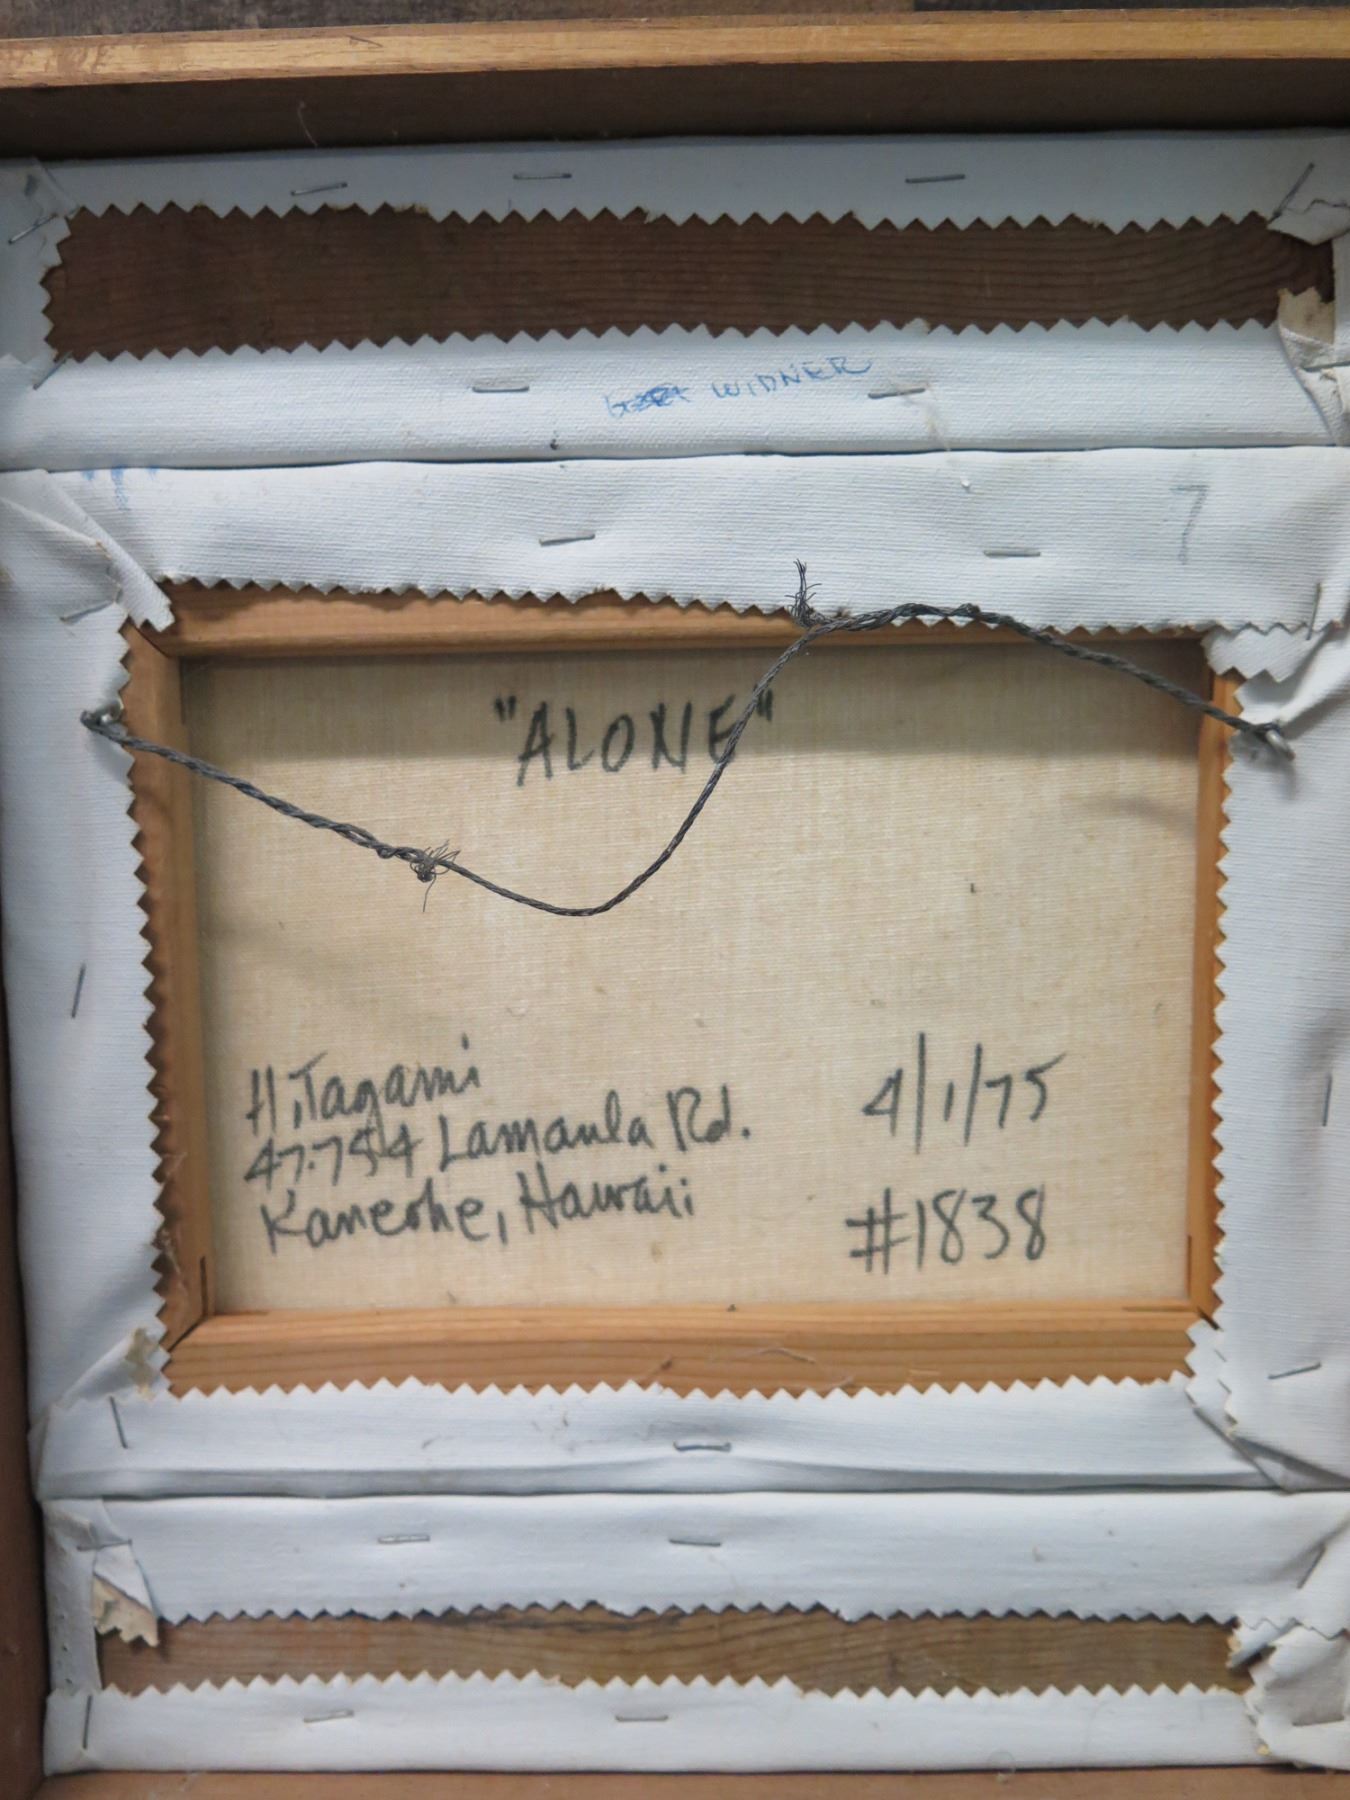 WIDNER
7
"ALONE"
H. Tagami
47.754 Lamaula Rd.
Kaneohe, Hawaii
4/1/75
#1838